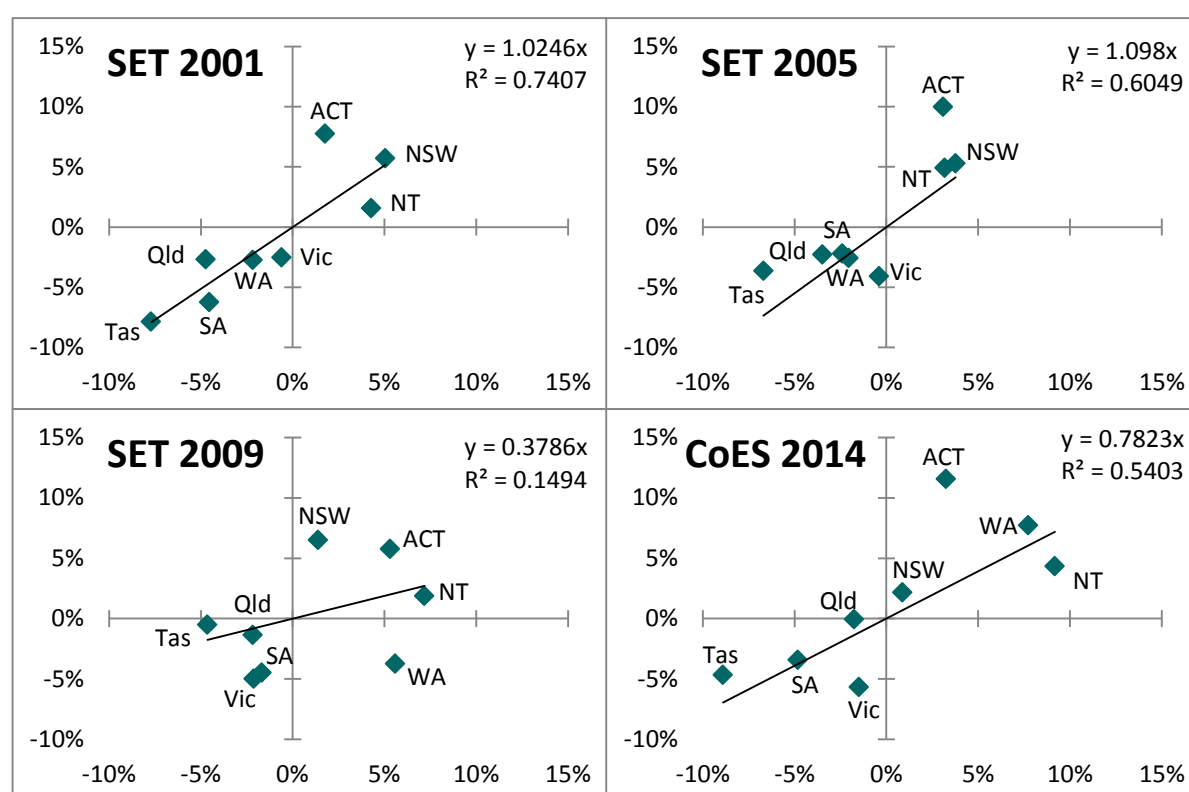 SET 2001
y = 1.0246x
R² = 0.7407
15%
10%
5%
0%
-5%
-10%
ACT
NSW
NT
Qld
WA
Vic
Tas
SA
-10% -5% 0% 5% 10% 15%
SET 2005
y = 1.098x
R² = 0.6049
15%
10%
5%
0%
-5%
-10%
ACT
NSW
NT
SA
Qld
WA
Vic
Tas
-10% -5% 0% 5% 10% 15%
SET 2009
y = 0.3786x
R² = 0.1494
15%
10%
5%
0%
-5%
-10%
NSW
ACT
NT
Qld
Tas
SA
WA
Vic
-10% -5% 0% 5% 10% 15%
CoES 2014
y = 0.7823x
R² = 0.5403
15%
10%
5%
0%
-5%
-10%
ACT
WA
NSW
NT
Qld
Tas
SA
Vic
-10% -5% 0% 5% 10% 15%